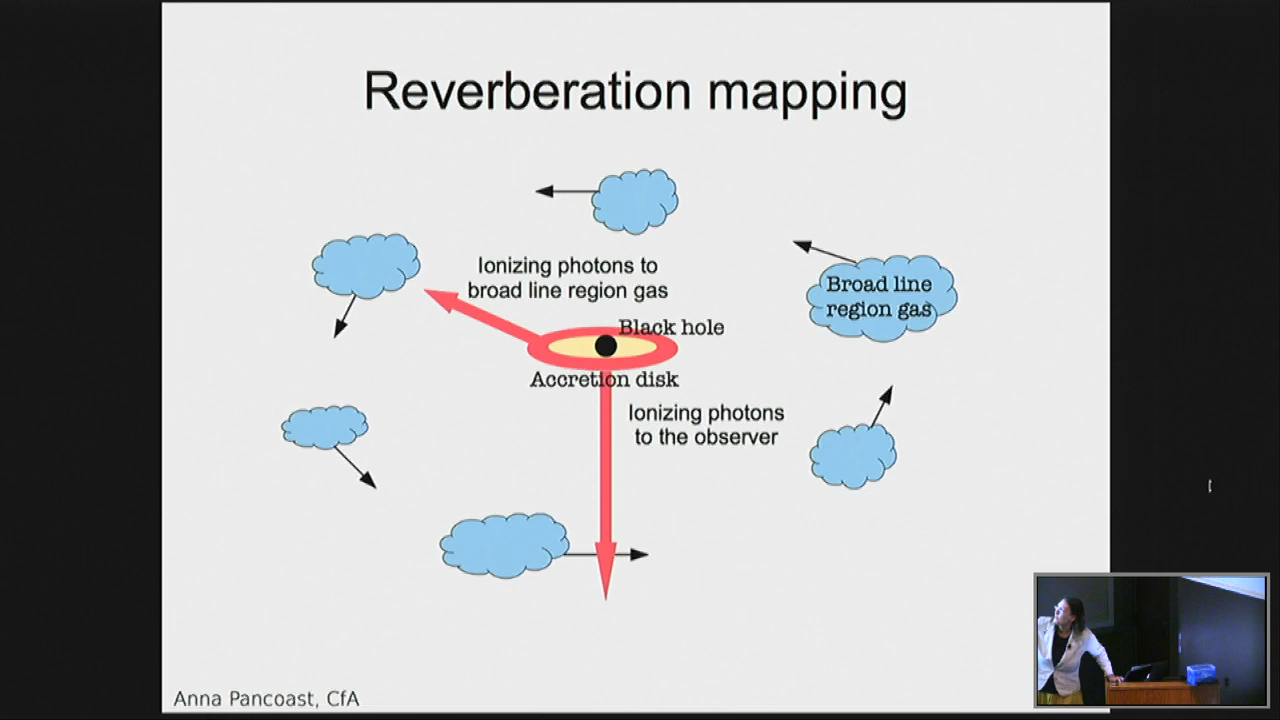 Reverberation mapping
Ionizing photons to
broad line region gas
Broad line
region gas
Black hole
Accretion disk
Ionizing photons
to the observer
Anna Pancoast, CfA